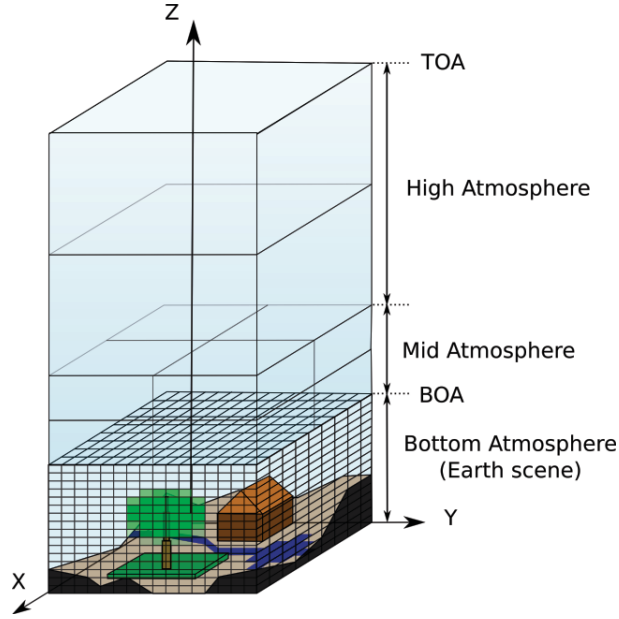 Z
TOA
High Atmosphere
Mid Atmosphere
BOA
Bottom Atmosphere
(Earth scene)
Y
X